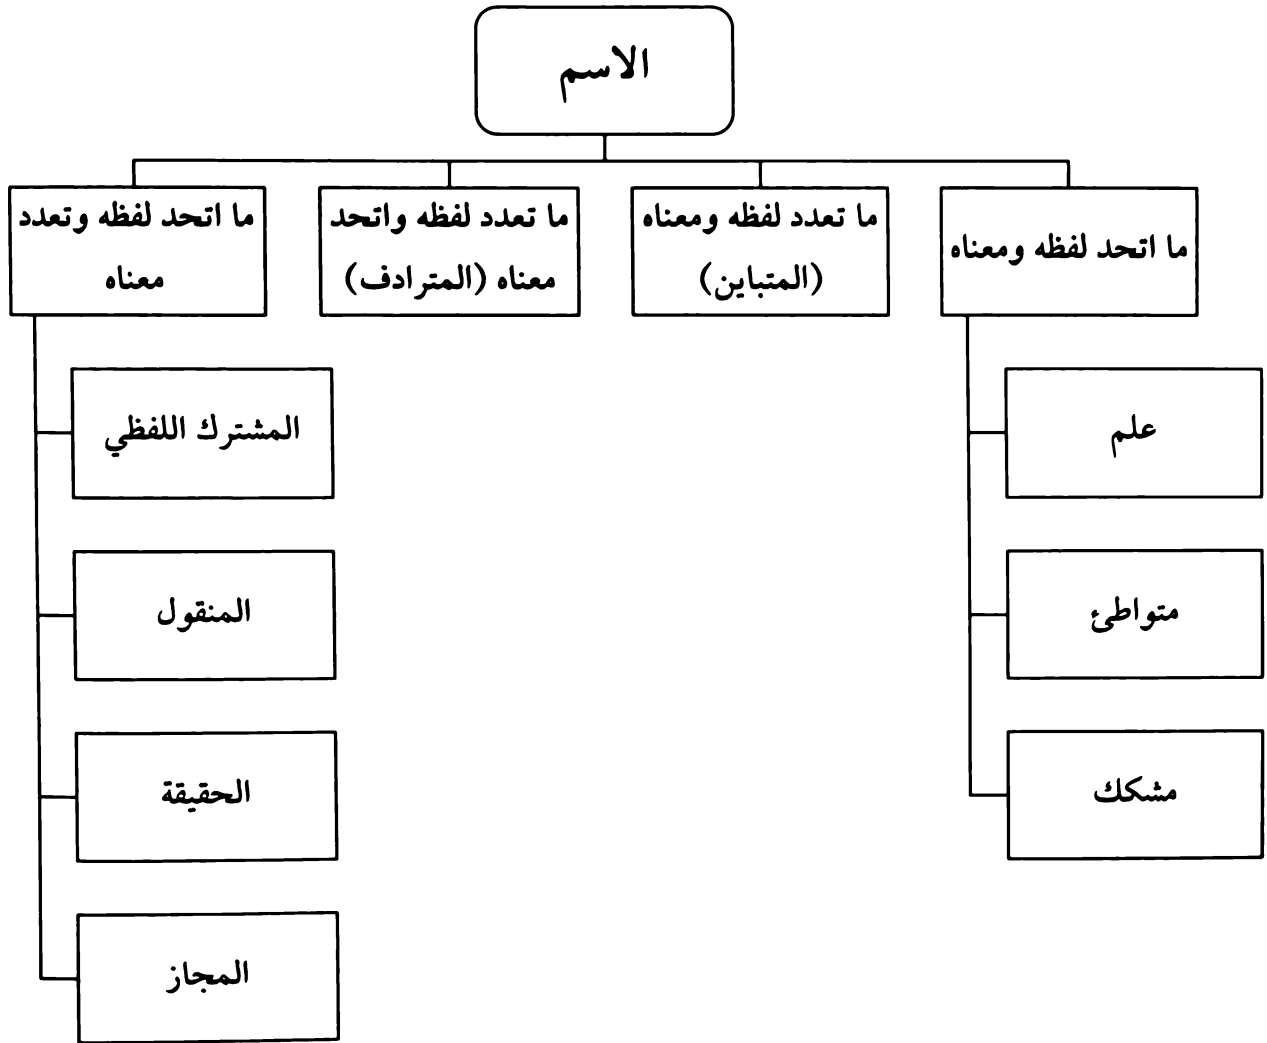 الاسم
ما اتحد لفظه ومعناه
ما تعدد لفظه ومعناه
(المتباين)
ما تعدد لفظه واتحد
معناه (المترادف)
ما اتحد لفظه وتعدد
معناه
علم
متواطئ
مشكك
المشترك اللفظي
المنقول
الحقيقة
المجاز